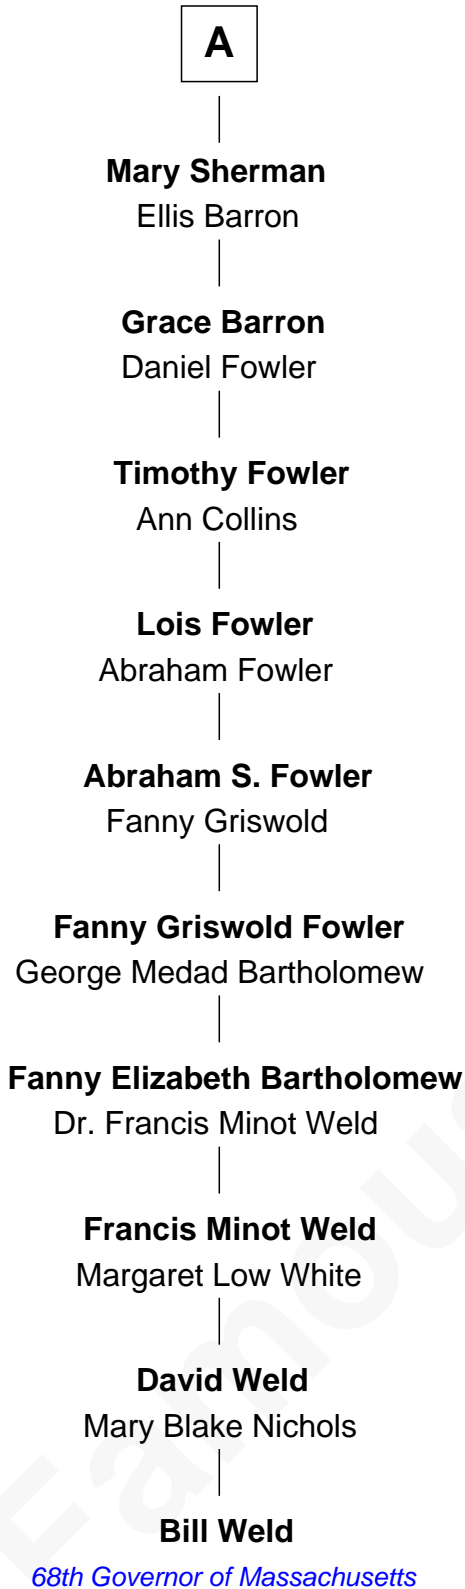 A
Mary Sherman
Ellis Barron
Grace Barron
Daniel Fowler
Timothy Fowler
Ann Collins
Lois Fowler
Abraham Fowler
Abraham S. Fowler
Fanny Griswold
Fanny Griswold Fowler
George Medad Bartholomew
Fanny Elizabeth Bartholomew
Dr. Francis Minot Weld
Francis Minot Weld
Margaret Low White
David Weld
Mary Blake Nichols
Bill Weld
68th Governor of Massachusetts